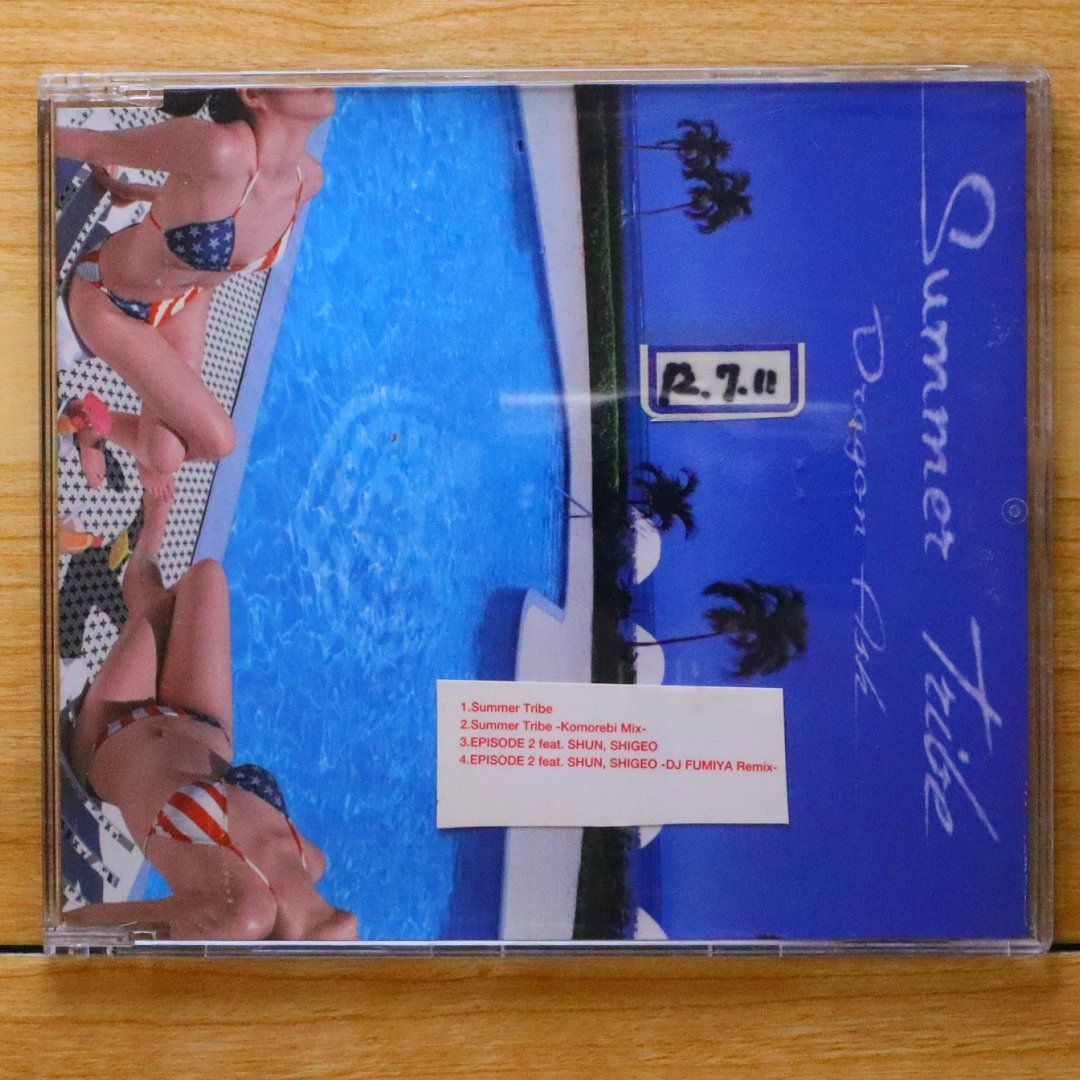 Summer Tribe
Dragon Ash
R.7.11
1.Summer Tribe
2.Summer Tribe -Komorebi Mix-
3.EPISODE 2 feat. SHUN, SHIGEO
4.EPISODE 2 feat. SHUN, SHIGEO -DJ FUMIYA Remix-